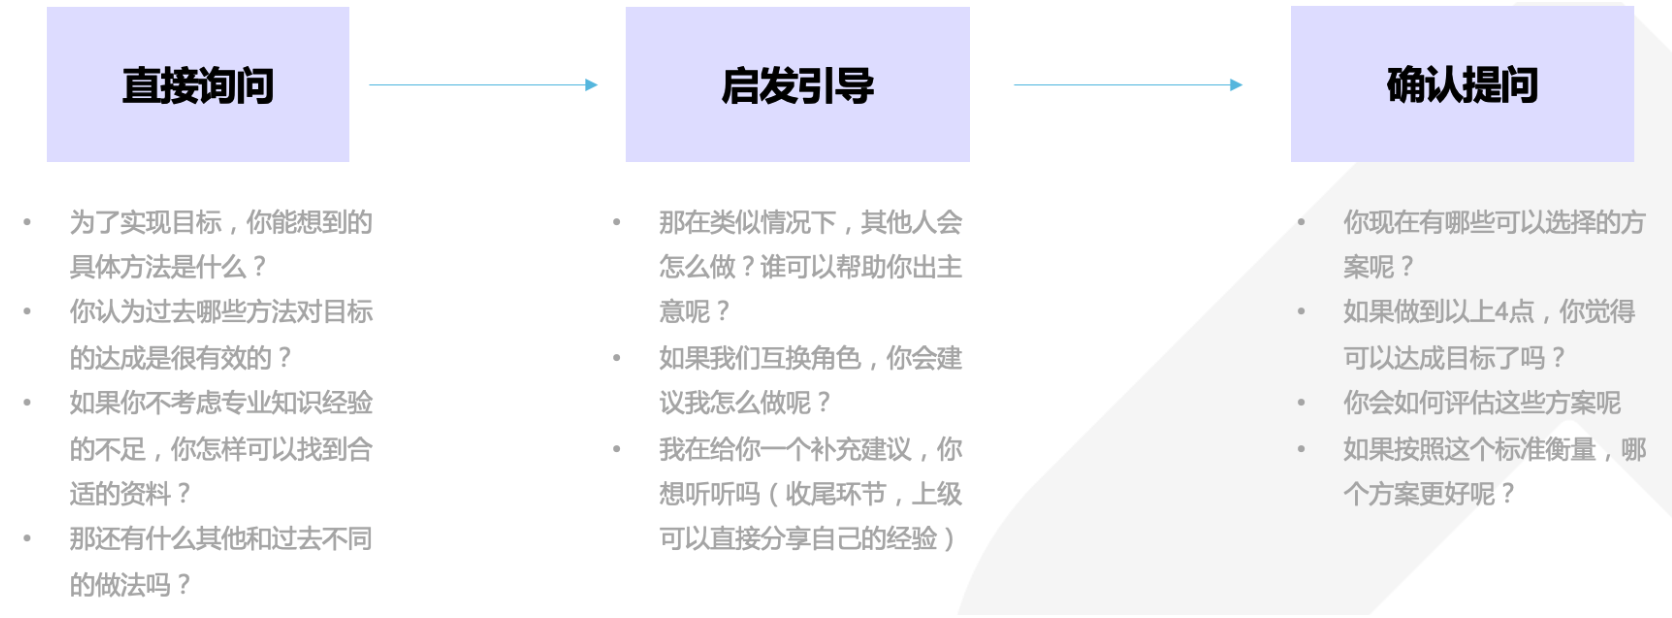 直接询问
启发引导
确认提问
• 为了实现目标，你能想到的
具体方法是什么？
• 你认为过去哪些方法对目标
的达成是很有效的？
• 如果你不考虑专业知识经验
的不足，你怎样可以找到合
适的资料？
• 那还有什么其他和过去不同
的做法吗？
• 那在类似情况下，其他人会
怎么做？谁可以帮助你出主
意呢？
• 如果我们互换角色，你会建
议我怎么做呢？
• 我在给你一个补充建议，你
想听听吗（收尾环节，上级
可以直接分享自己的经验）
• 你现在有哪些可以选择的方
案呢？
• 如果做到以上4点，你觉得
可以达成目标了吗？
• 你会如何评估这些方案呢
• 如果按照这个标准衡量，哪
个方案更好呢？